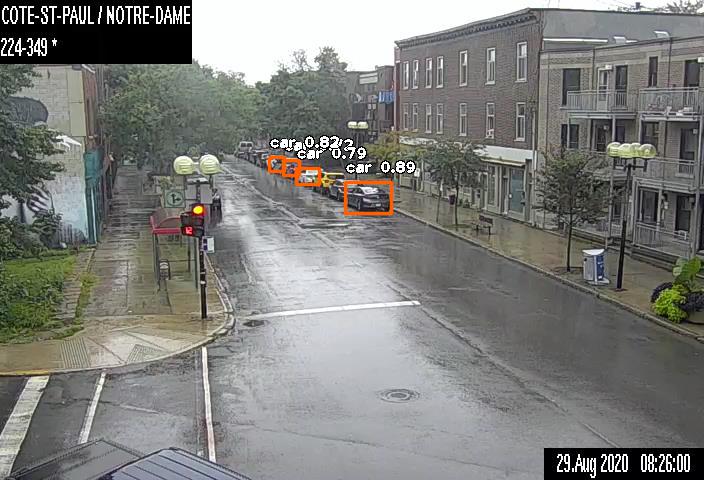 COTE-ST-PAUL / NOTRE-DAME
224-349 *
car 0.82
car 0.79
car 0.89
29.Aug 2020 08:26:00